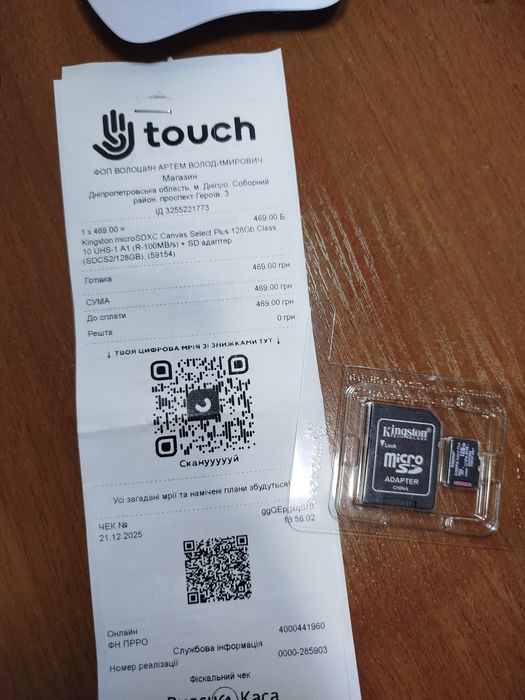 touch
ФОП ВОЛОШИН АРТЕМ ВОЛОДИМИРОВИЧ
Магазин
Дніпропетровська область, м. Дніпро, Соборний
район, проспект Героїв, 3
ІД 3255221773
1 x 469.00 = 469.00 Б
Kingston microSDXC Canvas Select Plus 128Gb Class
10 UHS-1 A1 (R-100MB/s) + SD адаптер
(SDCS2/128GB). (59154)
Готівка 469.00 грн
СУМА 469.00 грн
До сплати 469.00 грн
Решта 0 грн
↓ ТВОЯ ЦИФРОВА МРІЯ ЗІ ЗНИЖКАМИ ТУТ ↓
Скануууууй
Усі загадані мрії та намічені плани збудуться!
ЧЕК №
21.12.2025 16:56:02
Онлайн 4000441960
ФН ПРРО
Службова інформація
Номер реалізації 0000-285903
Фіскальний чек
Каса
Kingston
Lock
micro
SD
ADAPTER
CHINA